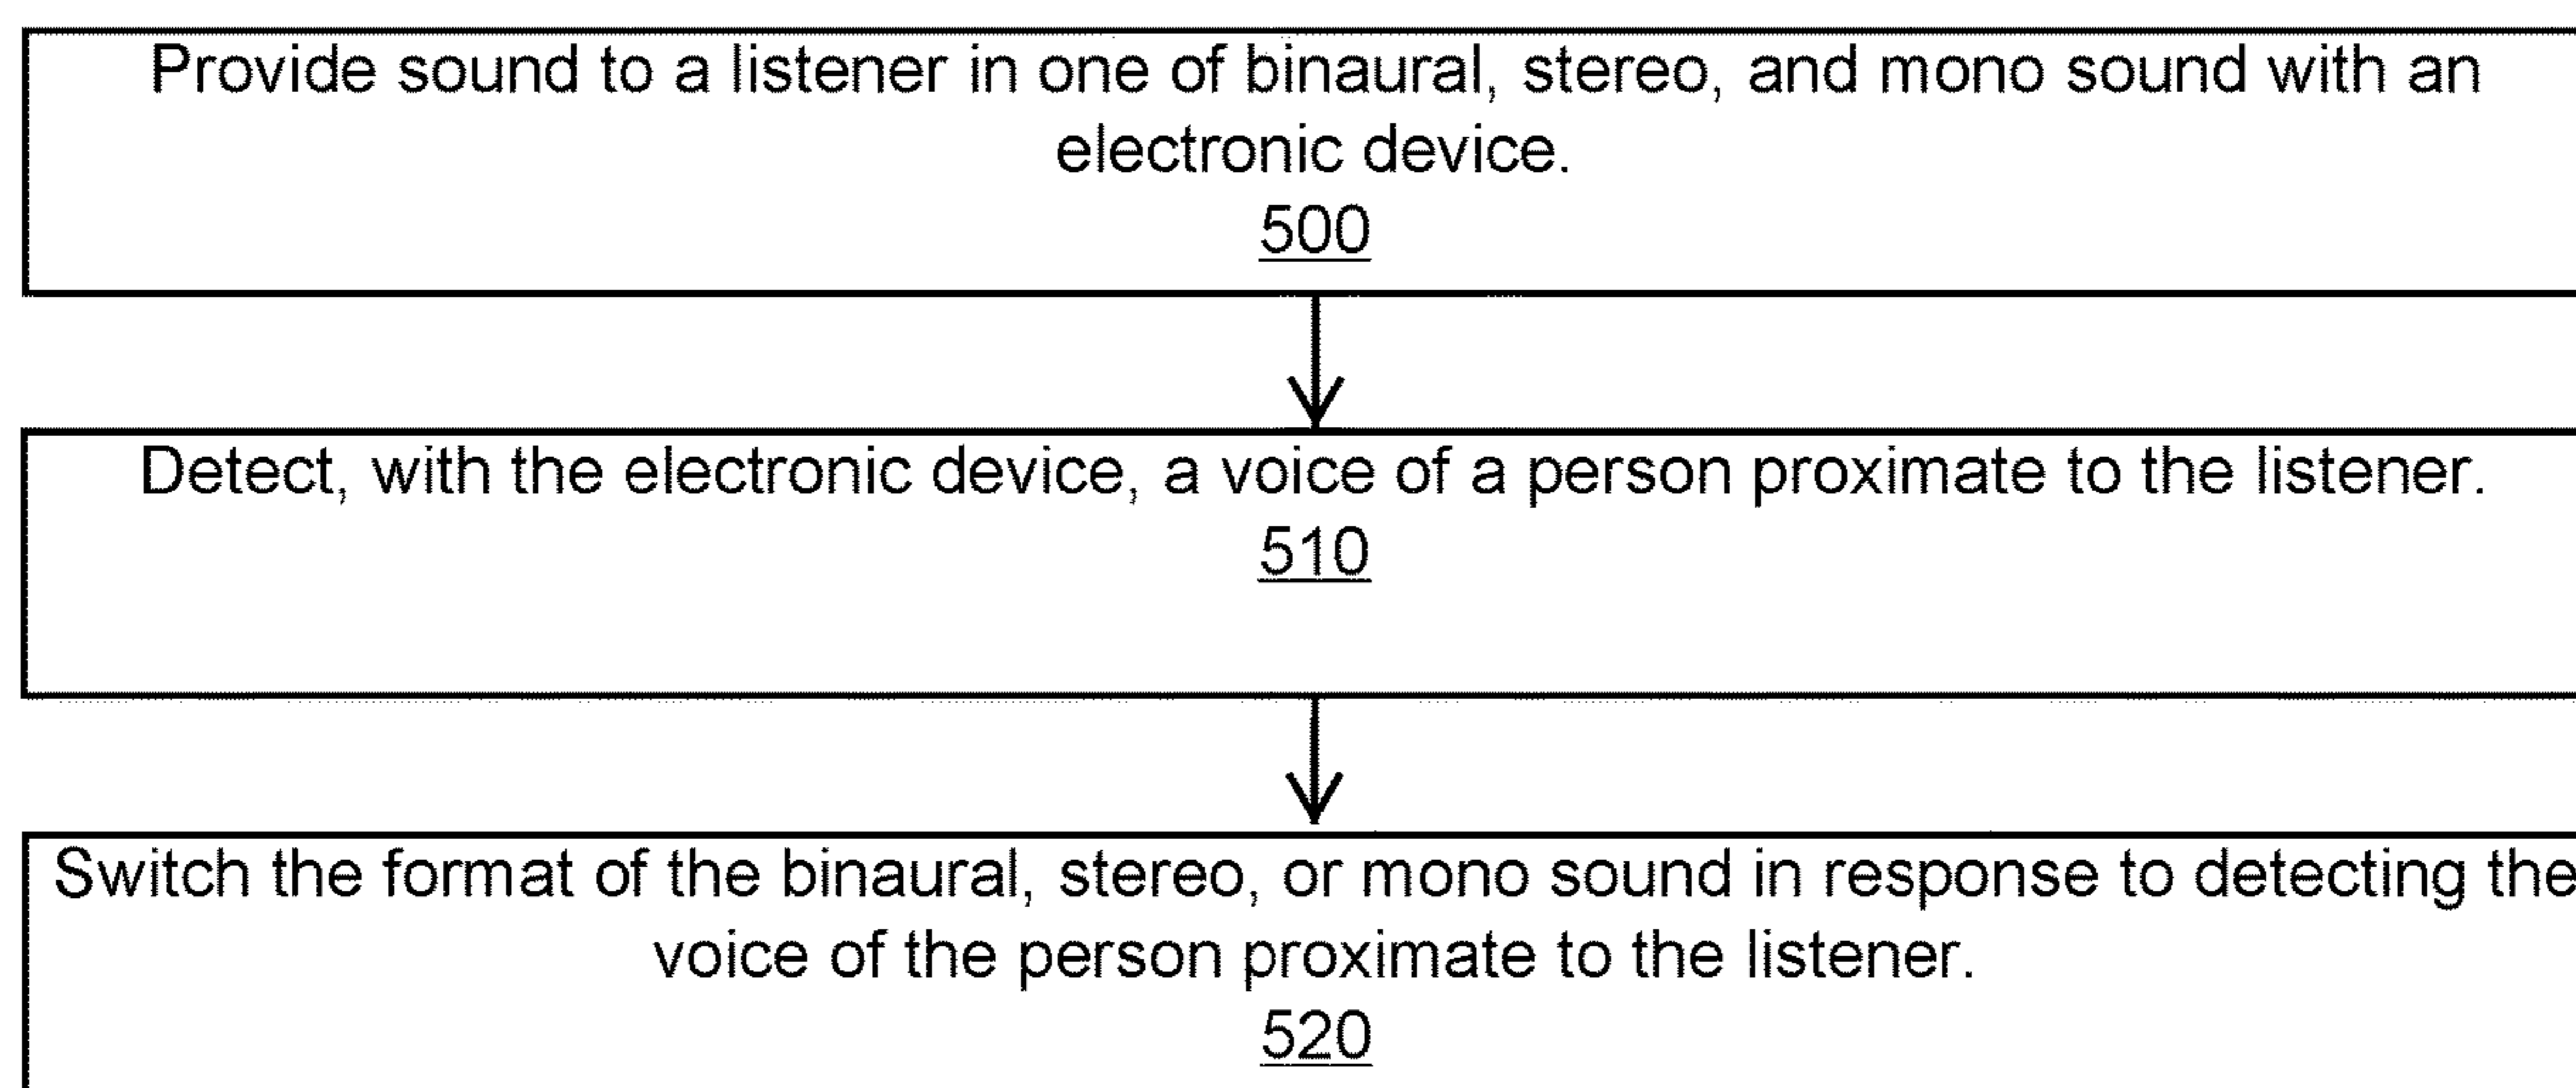 Provide sound to a listener in one of binaural, stereo, and mono sound with an
electronic device.
500
Detect, with the electronic device, a voice of a person proximate to the listener.
510
Switch the format of the binaural, stereo, or mono sound in response to detecting the
voice of the person proximate to the listener.
520